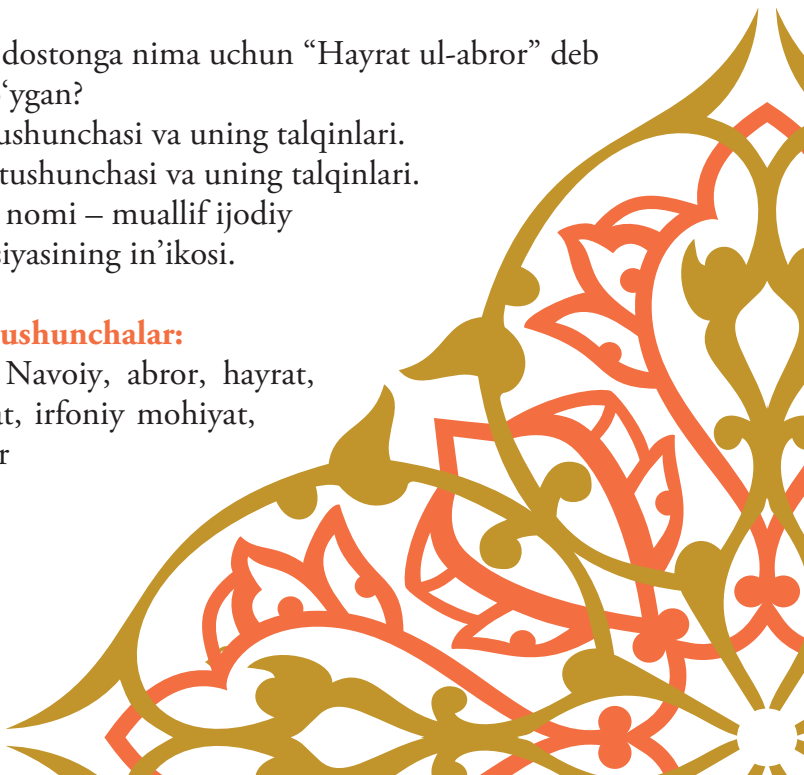 dostonga nima uchun “Hayrat ul-abror” deb
‘ygan?
ushunchasi va uning talqinlari.
tushunchasi va uning talqinlari.
nomi – muallif ijodiy
siyasining in’ikosi.
ushunchalar:
Navoiy, abror, hayrat,
at, irfoniy mohiyat,
r